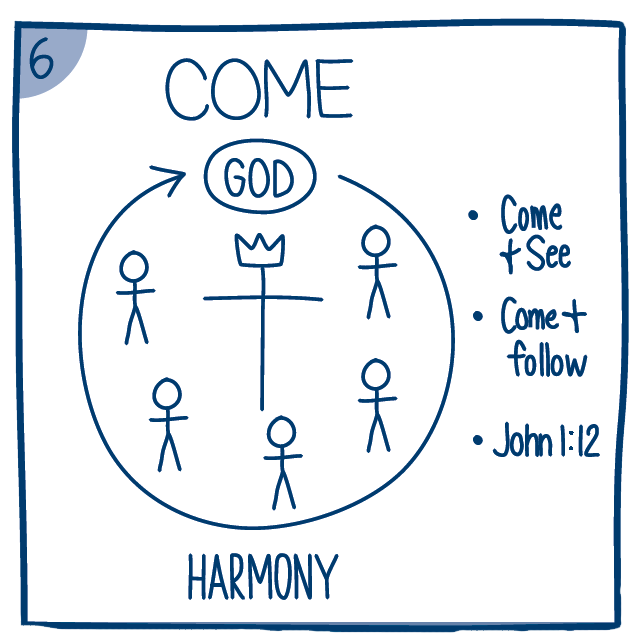 6
COME
GOD
• Come
+ See
• Come +
follow
• John 1:12
HARMONY